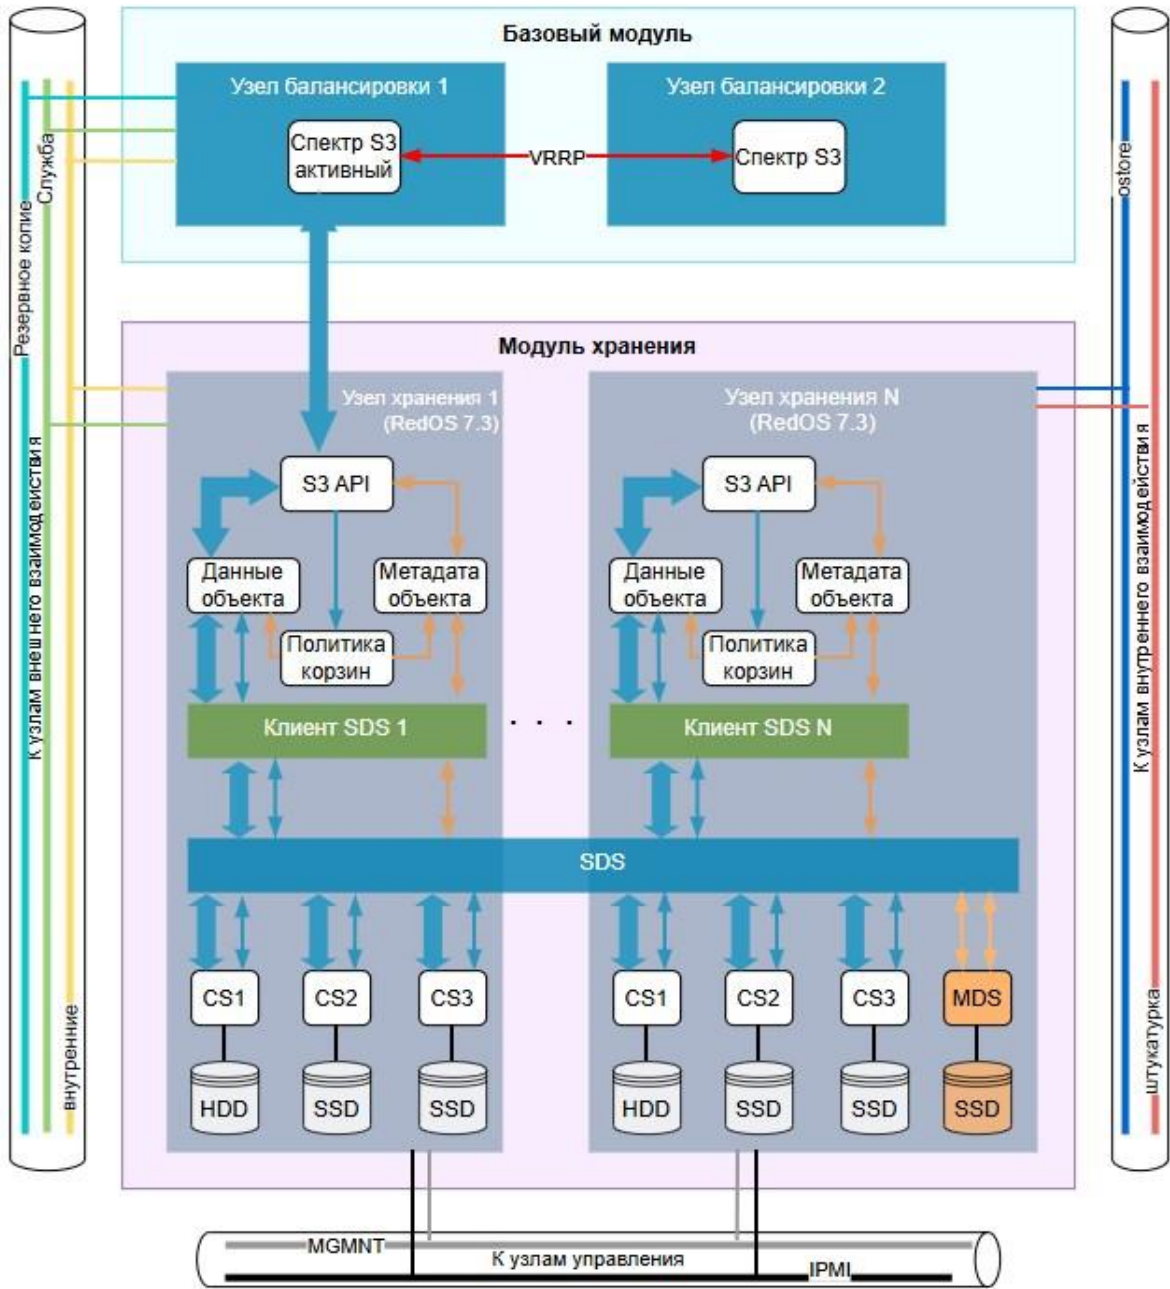 Базовый модуль
Узел балансировки 1
Узел балансировки 2
Спектр S3
активный
VRRP
Спектр S3
Резервное копие
Служба
внутренние
К узлам внешнего взаимодействия
ostore
штукатурка
К узлам внутреннего взаимодействия
Модуль хранения
Узел хранения 1
(RedOS 7.3)
S3 API
Данные
объекта
Метадата
объекта
Политика
корзин
Клиент SDS 1
. . .
Узел хранения N
(RedOS 7.3)
S3 API
Данные
объекта
Метадата
объекта
Политика
корзин
Клиент SDS N
SDS
CS1
CS2
CS3
CS1
CS2
CS3
MDS
HDD
SSD
SSD
HDD
SSD
SSD
SSD
MGMNT
К узлам управления
IPMI